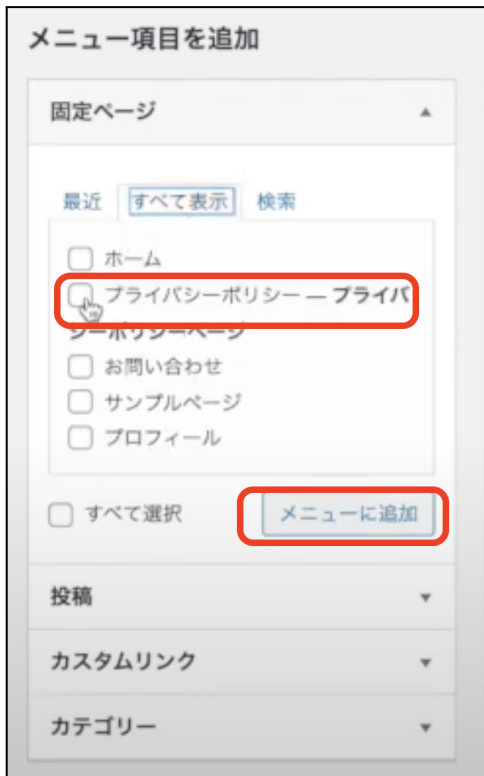 メニュー項目を追加
固定ページ
最近 すべて表示 検索
ホーム
プライバシーポリシー — プライバ
シーポリシーページ
お問い合わせ
サンプルページ
プロフィール
すべて選択 メニューに追加
投稿
カスタムリンク
カテゴリー